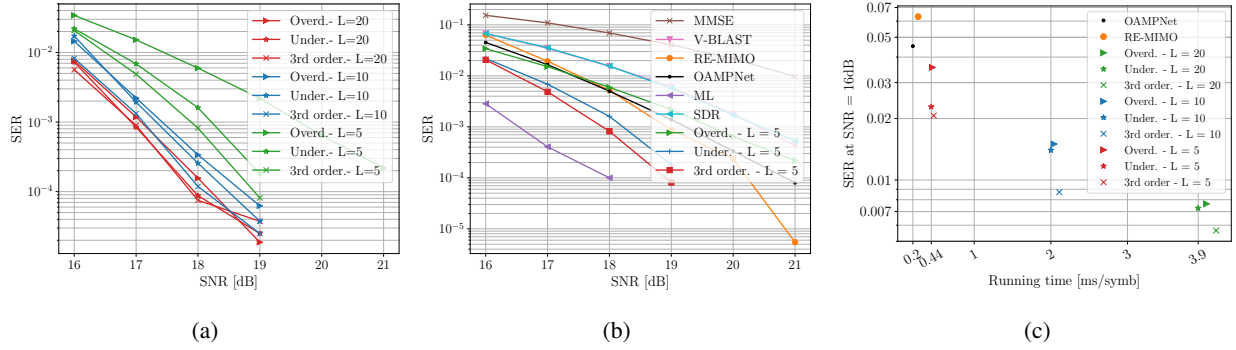 SER
10⁻²
10⁻³
10⁻⁴
16
17
18
19
20
21
SNR [dB]
Overd.- L=20
Under.- L=20
3rd order.- L=20
Overd.- L=10
Under.- L=10
3rd order.- L=10
Overd.- L=5
Under.- L=5
3rd order.- L=5
(a)
SER
10⁻¹
10⁻²
10⁻³
10⁻⁴
10⁻⁵
16
17
18
19
20
21
SNR [dB]
MMSE
V-BLAST
RE-MIMO
OAMPNet
ML
SDR
Overd. - L = 5
Under. - L = 5
3rd order. - L = 5
(b)
SER at SNR = 16dB
0.07
0.05
0.03
0.02
0.01
0.007
0.2
0.44
1
2
3
3.9
Running time [ms/symb]
OAMPNet
RE-MIMO
Overd. - L = 20
Under. - L = 20
3rd order. - L = 20
Overd. - L = 10
Under. - L = 10
3rd order. - L = 10
Overd. - L = 5
Under. - L = 5
3rd order - L = 5
(c)